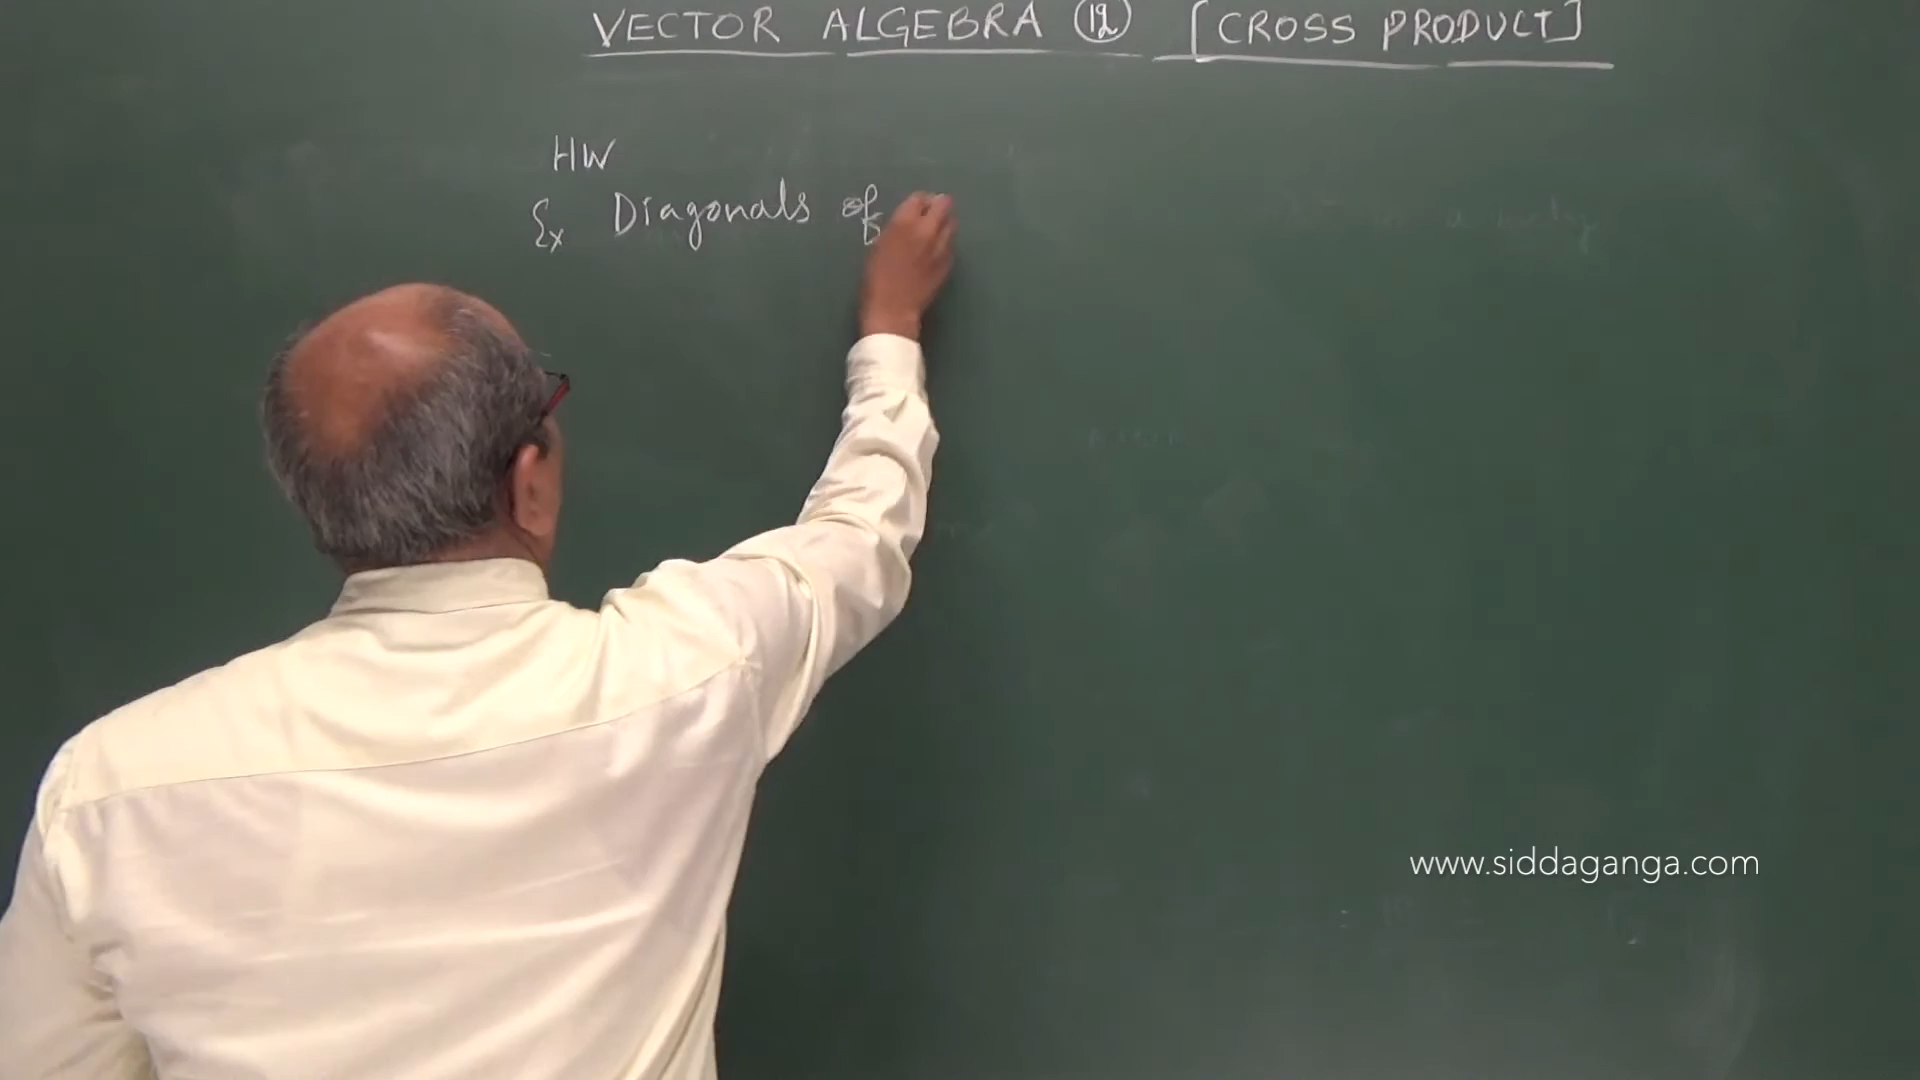 VECTOR ALGEBRA 12 [CROSS PRODUCT]
HW
Ex Diagonals of
www.siddaganga.com